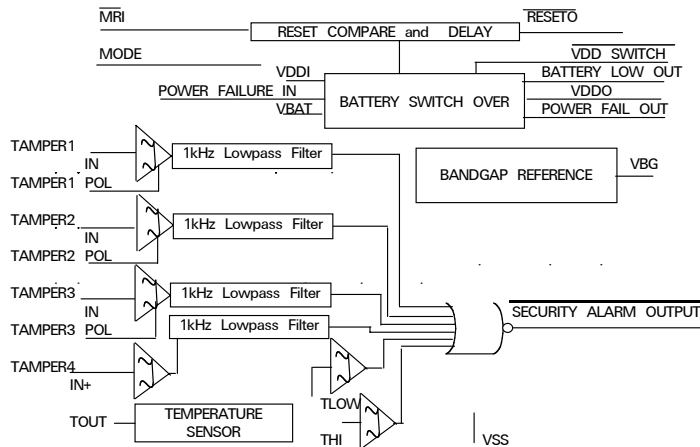 MRI
RESET COMPARE and DELAY
RESETO
MODE
VDD SWITCH
VDDI
BATTERY LOW OUT
POWER FAILURE IN
BATTERY SWITCH OVER
VDDO
VBAT
POWER FAIL OUT
TAMPER1
IN
1kHz Lowpass Filter
TAMPER1 POL
BANDGAP REFERENCE
VBG
TAMPER2
IN
1kHz Lowpass Filter
TAMPER2 POL
TAMPER3
IN
1kHz Lowpass Filter
TAMPER3 POL
1kHz Lowpass Filter
SECURITY ALARM OUTPUT
TAMPER4
IN+
TLOW
TOUT
TEMPERATURE
SENSOR
THI
VSS